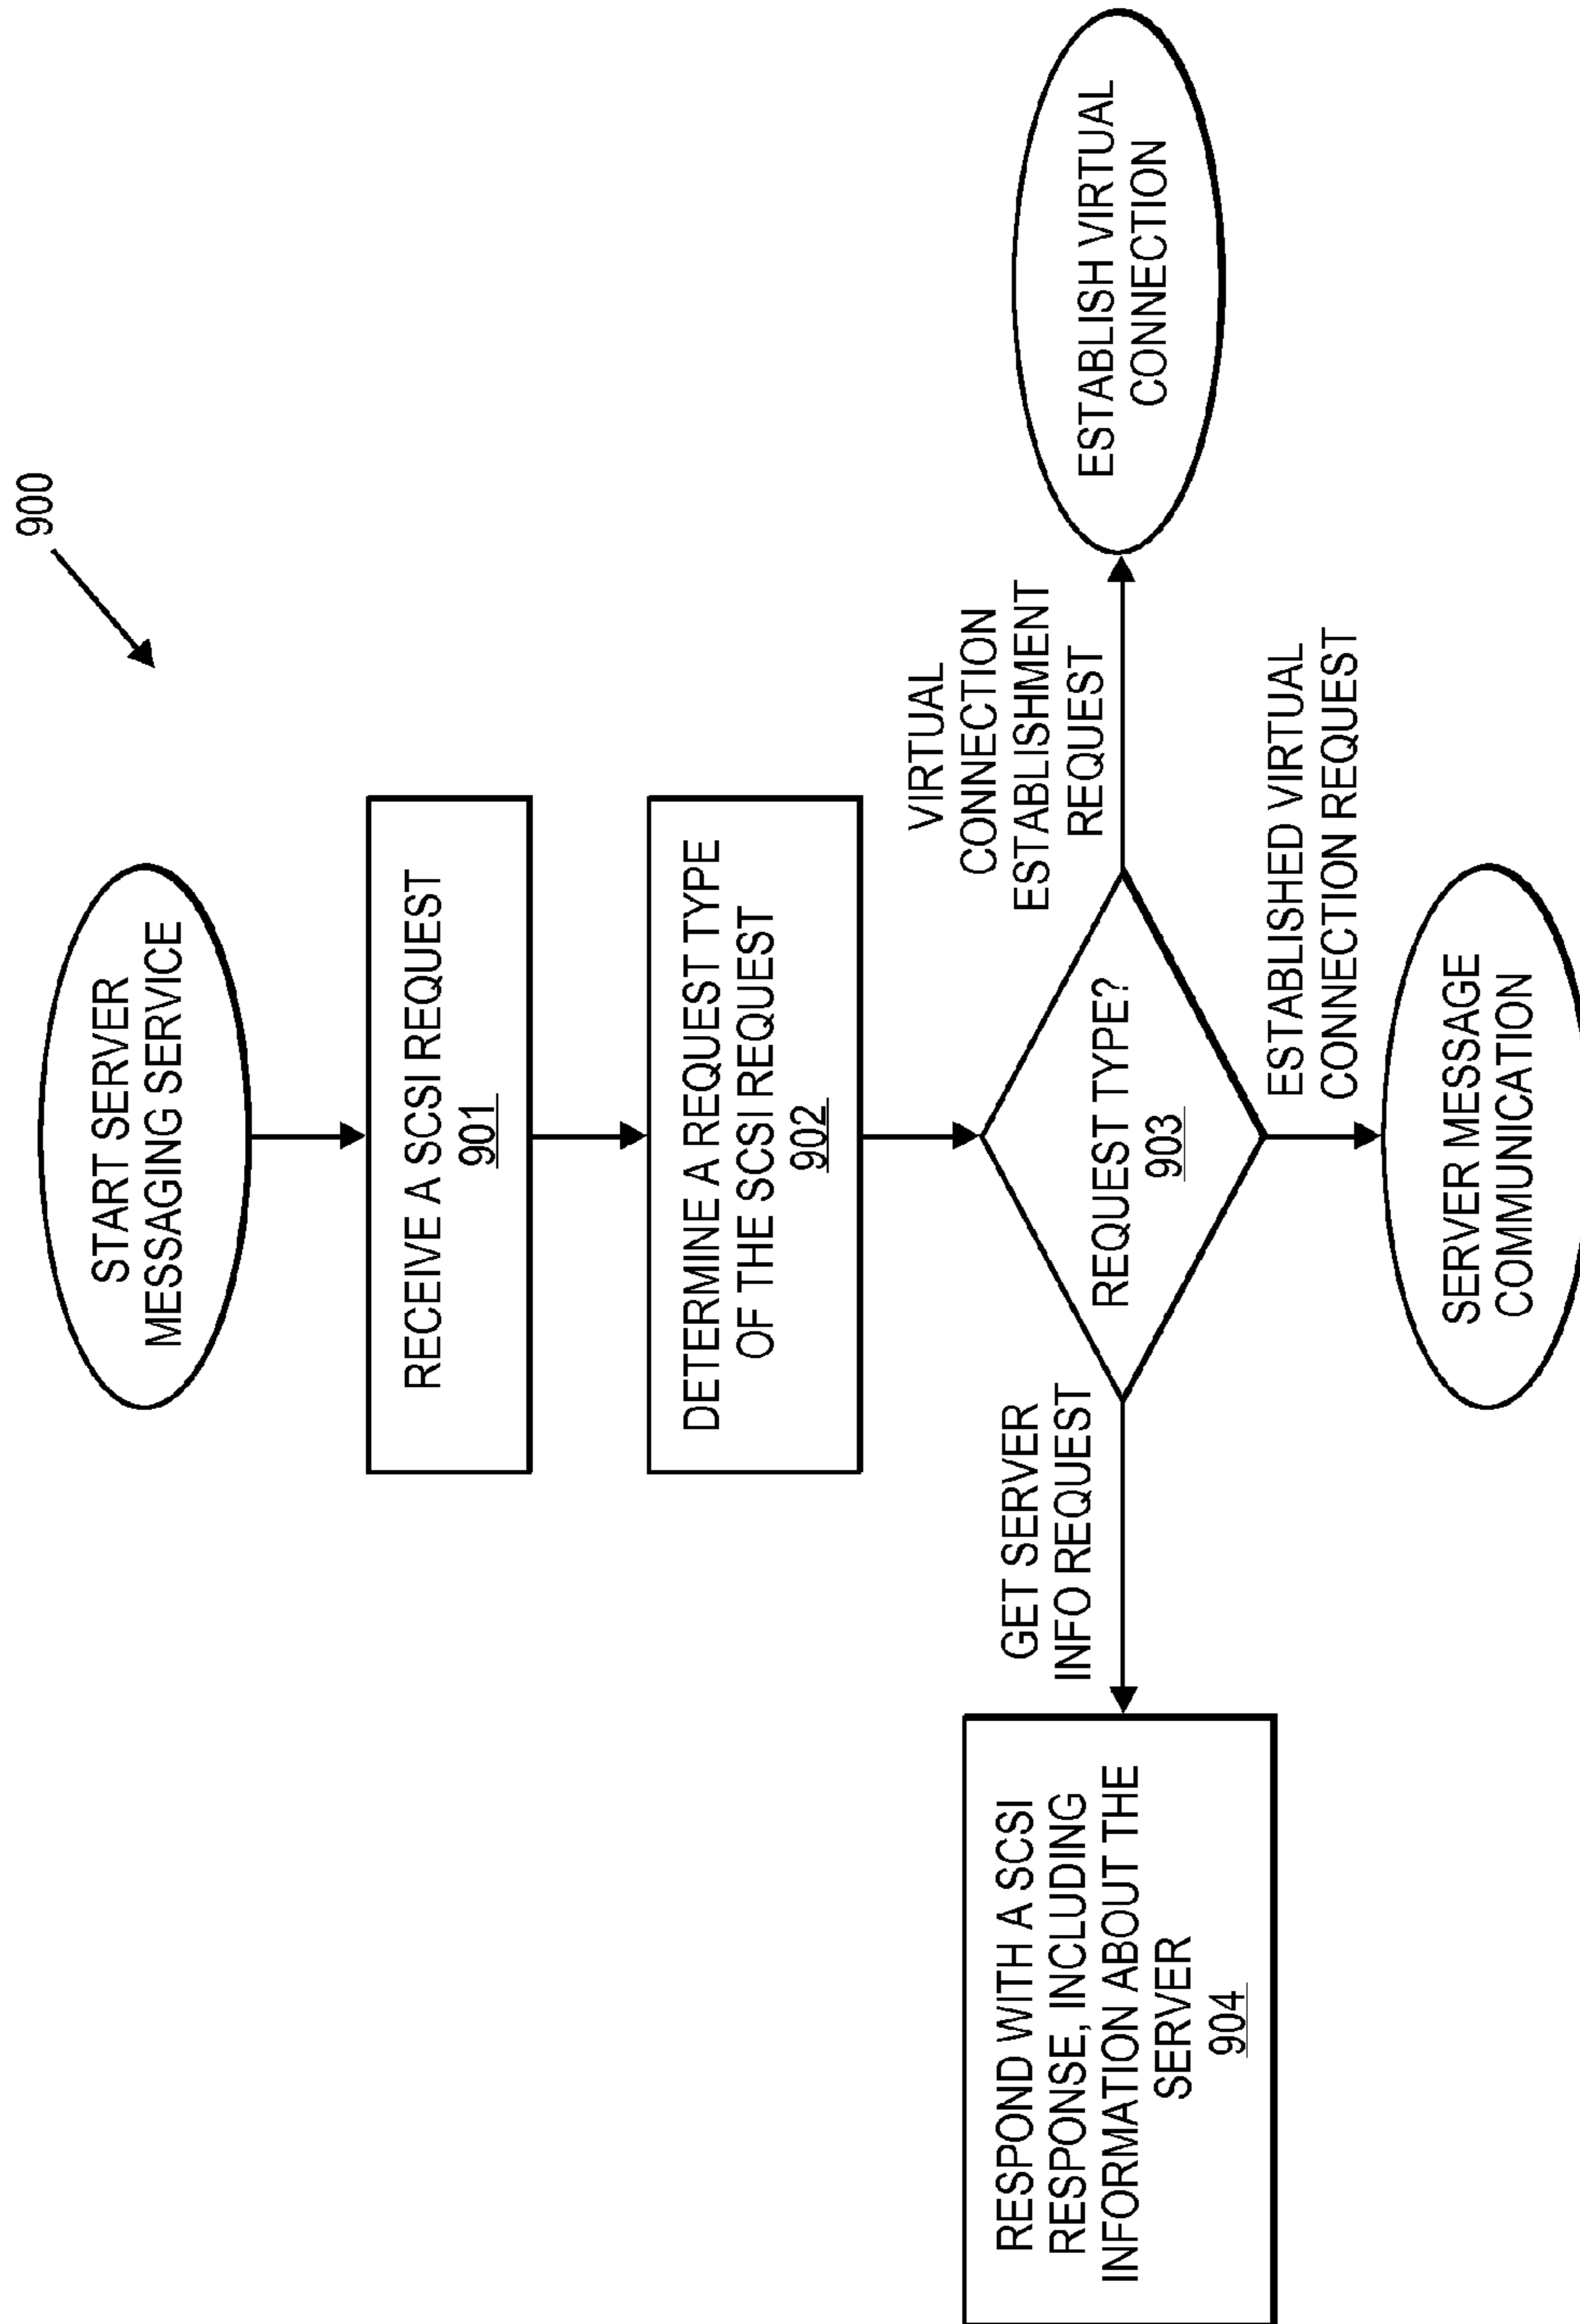 900
START SERVER
MESSAGING SERVICE
RECEIVE A SCSI REQUEST
901
DETERMINE A REQUEST TYPE
OF THE SCSI REQUEST
902
REQUEST TYPE?
903
GET SERVER
INFO REQUEST
RESPOND WITH A SCSI
RESPONSE, INCLUDING
INFORMATION ABOUT THE
SERVER
904
VIRTUAL
CONNECTION
ESTABLISHMENT
REQUEST
ESTABLISH VIRTUAL
CONNECTION
ESTABLISHED VIRTUAL
CONNECTION REQUEST
SERVER MESSAGE
COMMUNICATION